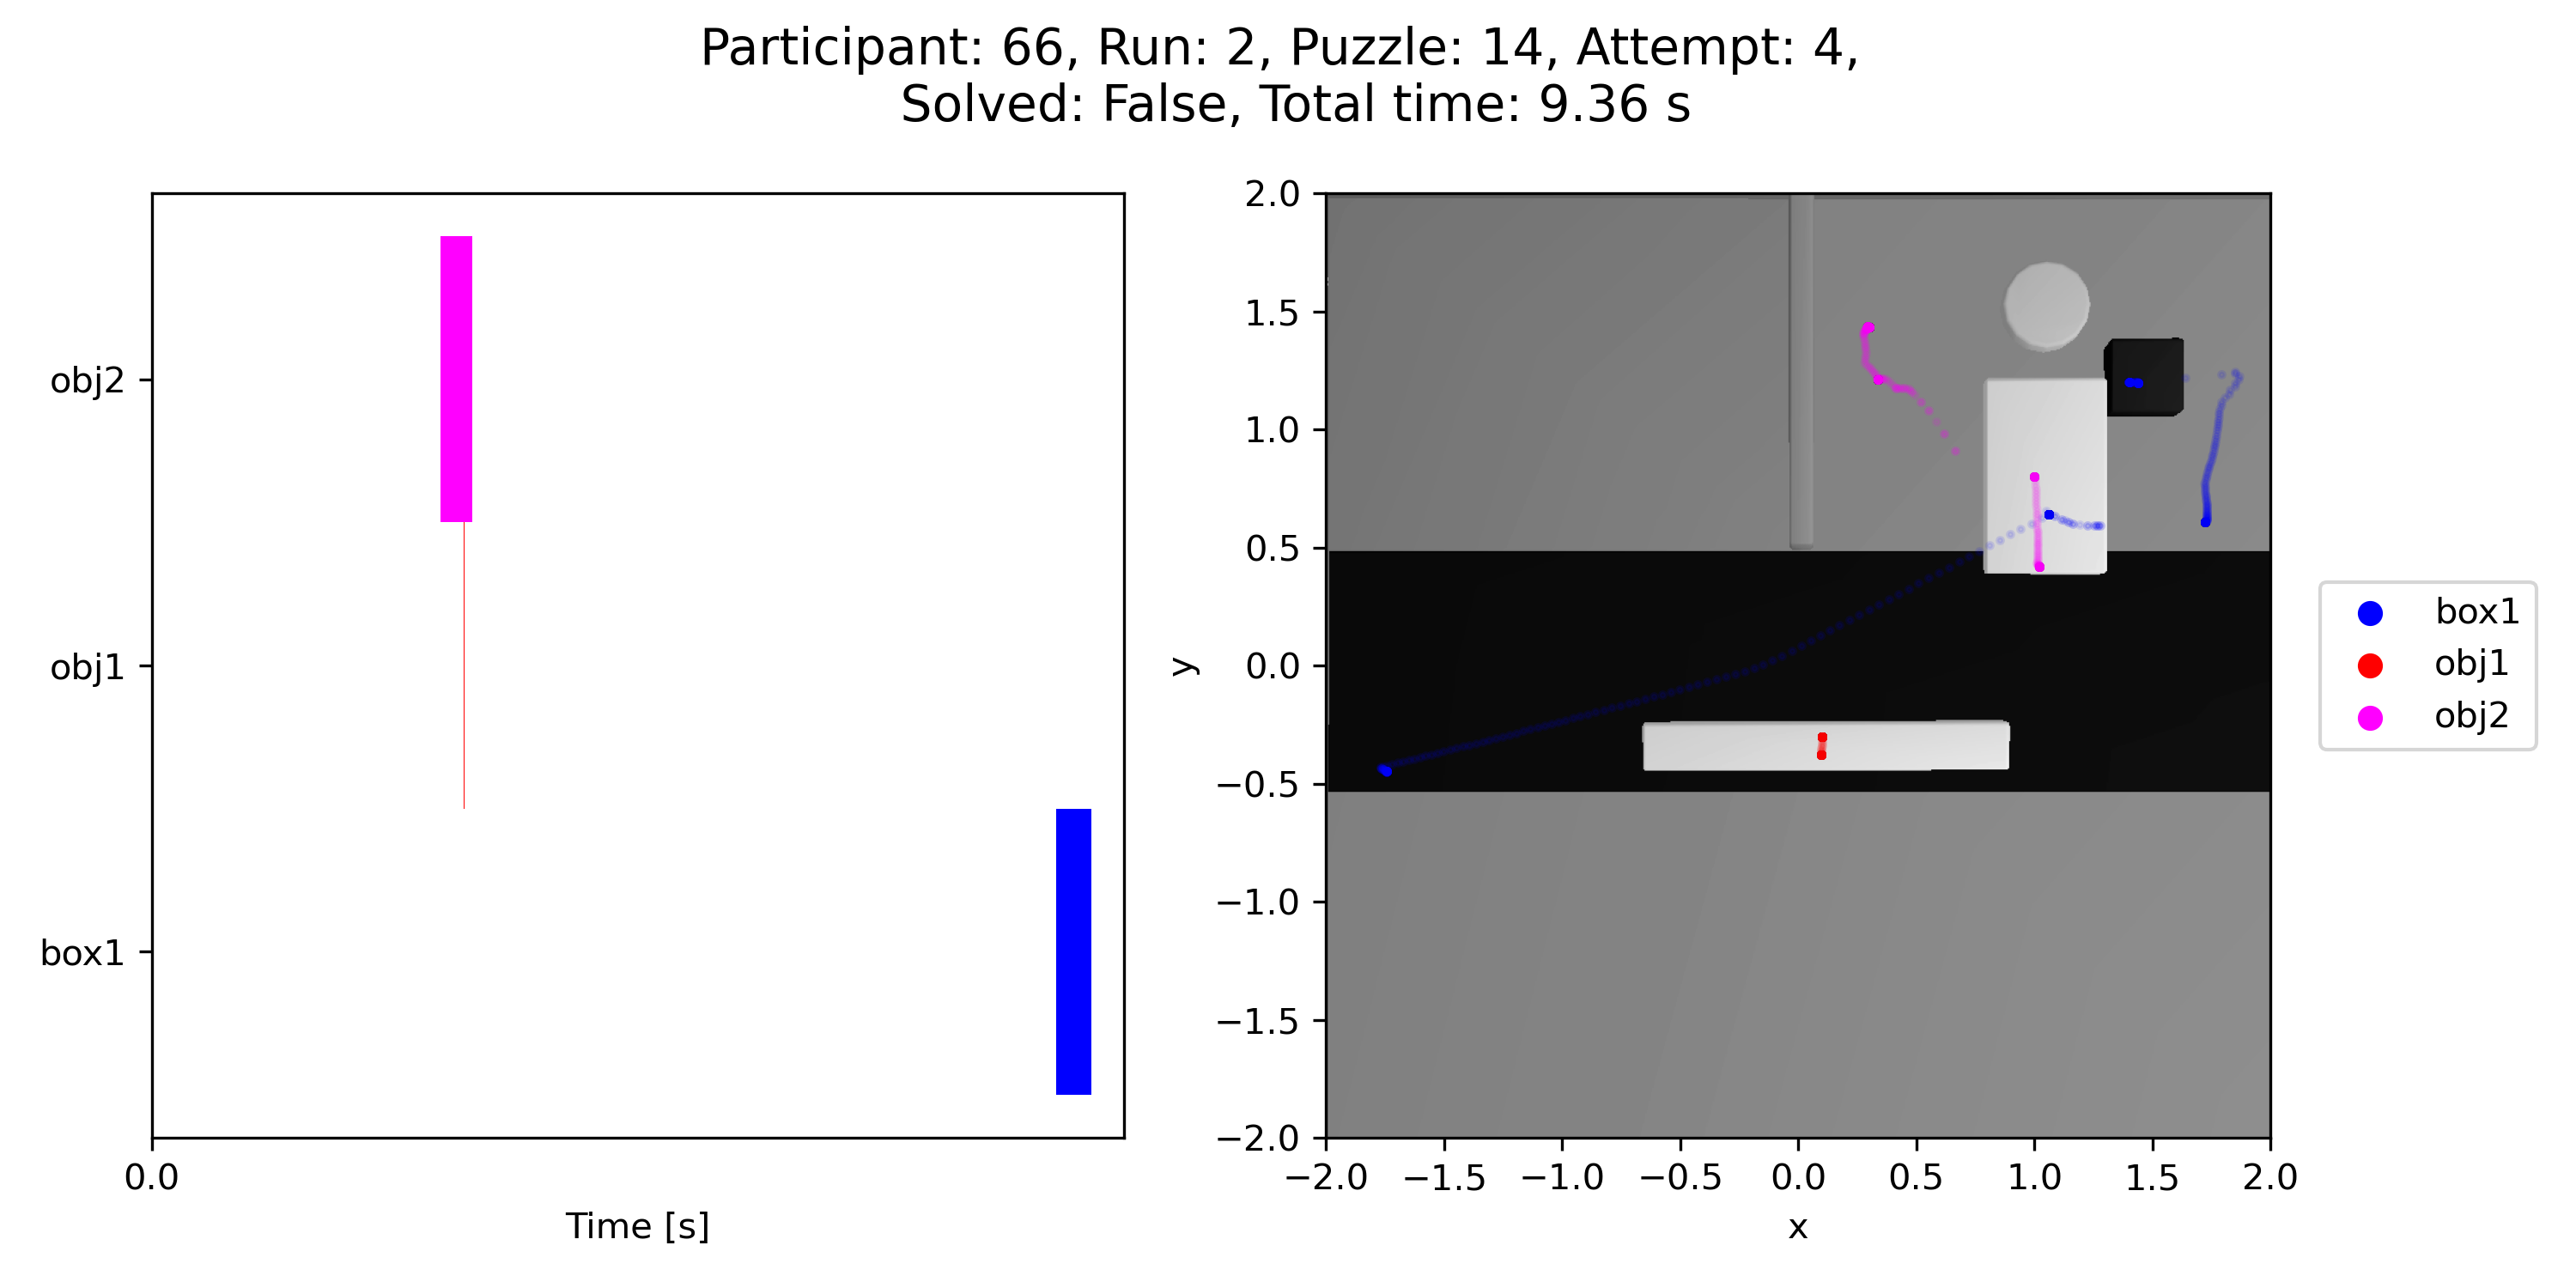 Participant: 66, Run: 2, Puzzle: 14, Attempt: 4,
Solved: False, Total time: 9.36 s
obj2
obj1
box1
0.0
Time [s]
2.0
1.5
1.0
0.5
0.0
−0.5
−1.0
−1.5
−2.0
y
−2.0 −1.5 −1.0 −0.5 0.0 0.5 1.0 1.5 2.0
x
box1
obj1
obj2